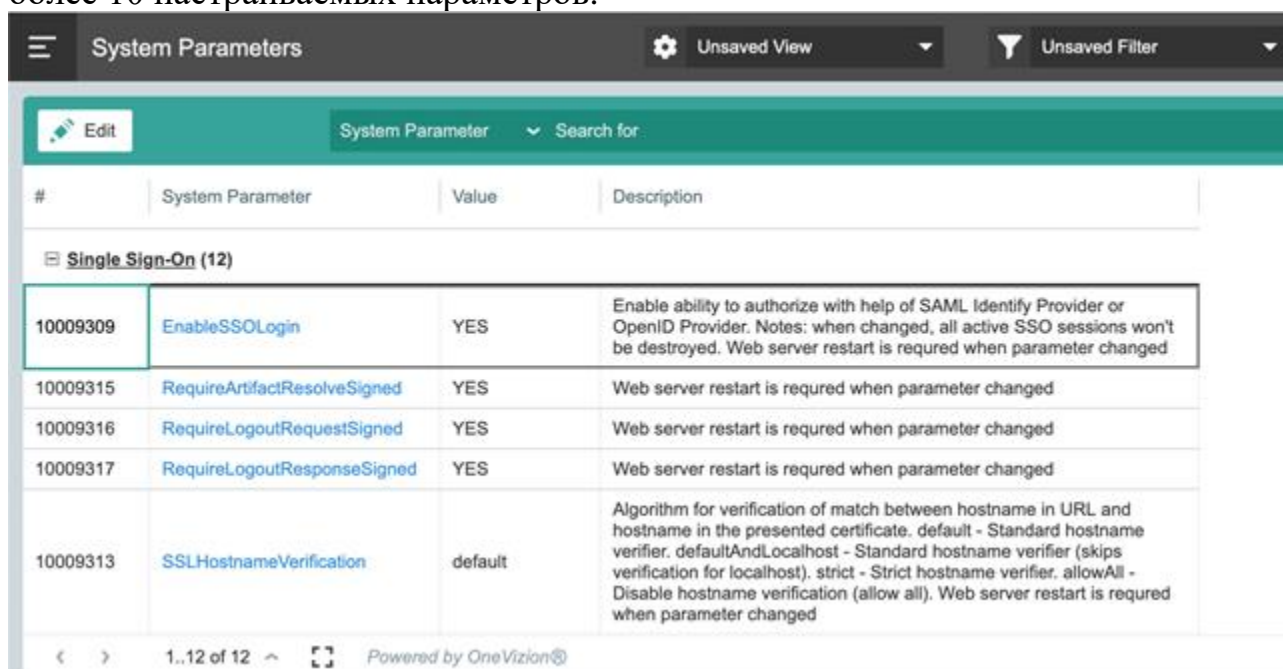 более 10 настраиваемых параметров.
System Parameters Unsaved View Unsaved Filter
Edit System Parameter Search for
# System Parameter Value Description
Single Sign-On (12)
10009309 EnableSSOLogin YES Enable ability to authorize with help of SAML Identify Provider or
OpenID Provider. Notes: when changed, all active SSO sessions won't
be destroyed. Web server restart is requred when parameter changed
10009315 RequireArtifactResolveSigned YES Web server restart is requred when parameter changed
10009316 RequireLogoutRequestSigned YES Web server restart is requred when parameter changed
10009317 RequireLogoutResponseSigned YES Web server restart is requred when parameter changed
Algorithm for verification of match between hostname in URL and
hostname in the presented certificate. default - Standard hostname
verifier. defaultAndLocalhost - Standard hostname verifier (skips
10009313 SSLHostnameVerification default verification for localhost). strict - Strict hostname verifier. allowAll -
Disable hostname verification (allow all). Web server restart is requred
when parameter changed
1..12 of 12 Powered by OneVizion®